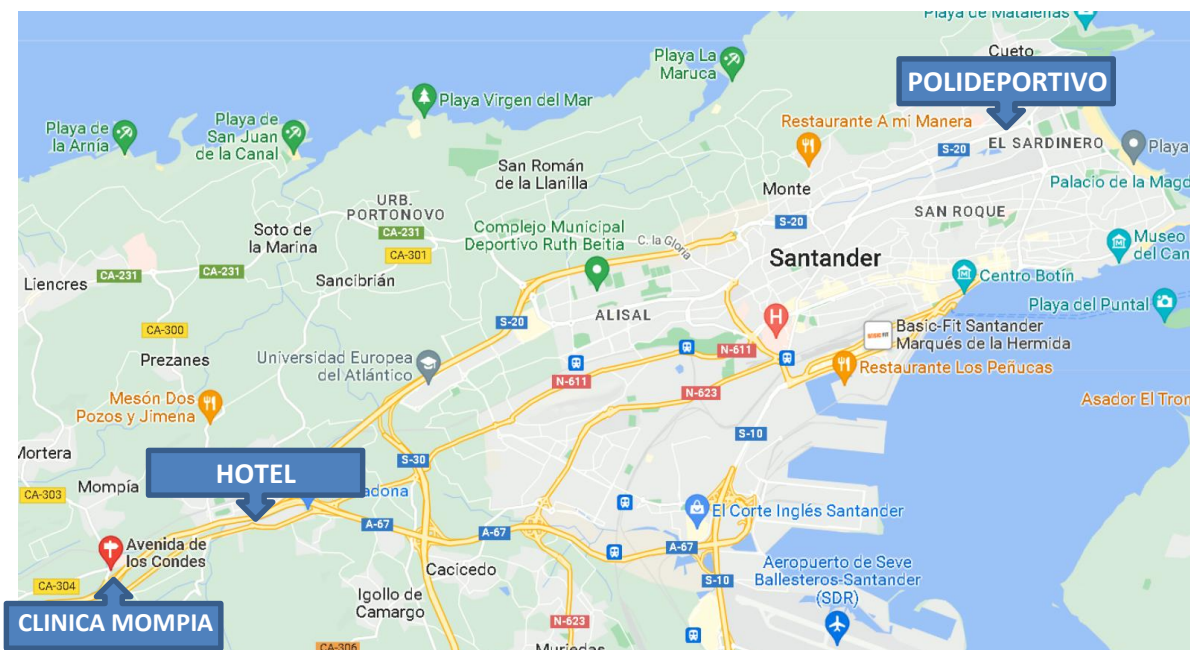 Playa de Mataleñas
Cueto
Playa La
Maruca
POLIDEPORTIVO
Playa Virgen del Mar
Playa de
la Arnía
Playa de
San Juan
de la Canal
Restaurante A mi Manera
S-20
EL SARDINERO
Playa
San Román
de la Llanilla
Monte
Palacio de la Magd
URB.
PORTONOVO
CA-231
CA-301
SAN ROQUE
S-20
Complejo Municipal
Deportivo Ruth Beitia
C. la Gloria
Soto de
la Marina
Museo
del Can
Santander
CA-231
CA-231
Liencres
Sancibrián
Centro Botín
Playa del Puntal
ALISAL
H
S-20
CA-300
Basic-Fit Santander
Marqués de la Hermida
BASIC FIT
Prezanes
Universidad Europea
del Atlántico
N-611
N-611
Restaurante Los Peñucas
N-623
Mesón Dos
Pozos y Jimena
Asador El Tron
S-10
Mortera
S-30
HOTEL
Mompía
CA-303
adona
El Corte Inglés Santander
A-67
A-67
A-67
Avenida de
los Condes
CA-304
Cacicedo
S-10
Aeropuerto de Seve
Ballesteros-Santander
(SDR)
Igollo de
Camargo
CLINICA MOMPIA
N-623
CA-306
Muriedas